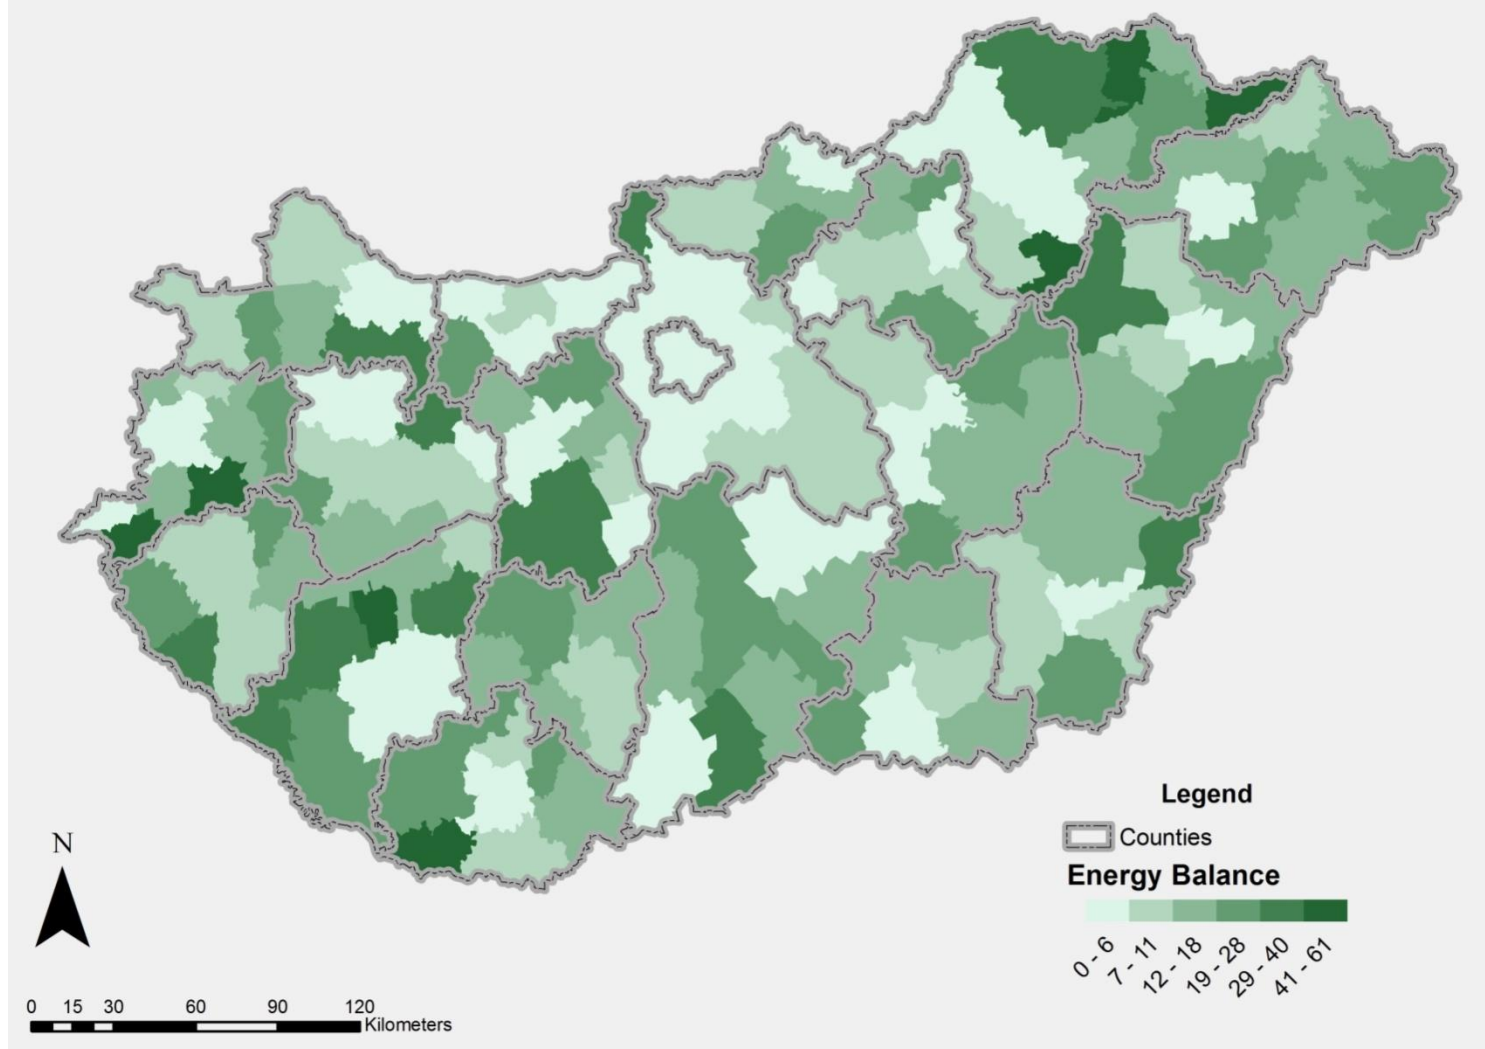 Legend
Counties
Energy Balance
0 - 6
7 - 11
12 - 18
19 - 28
29 - 40
41 - 61
N
0 15 30 60 90 120
Kilometers